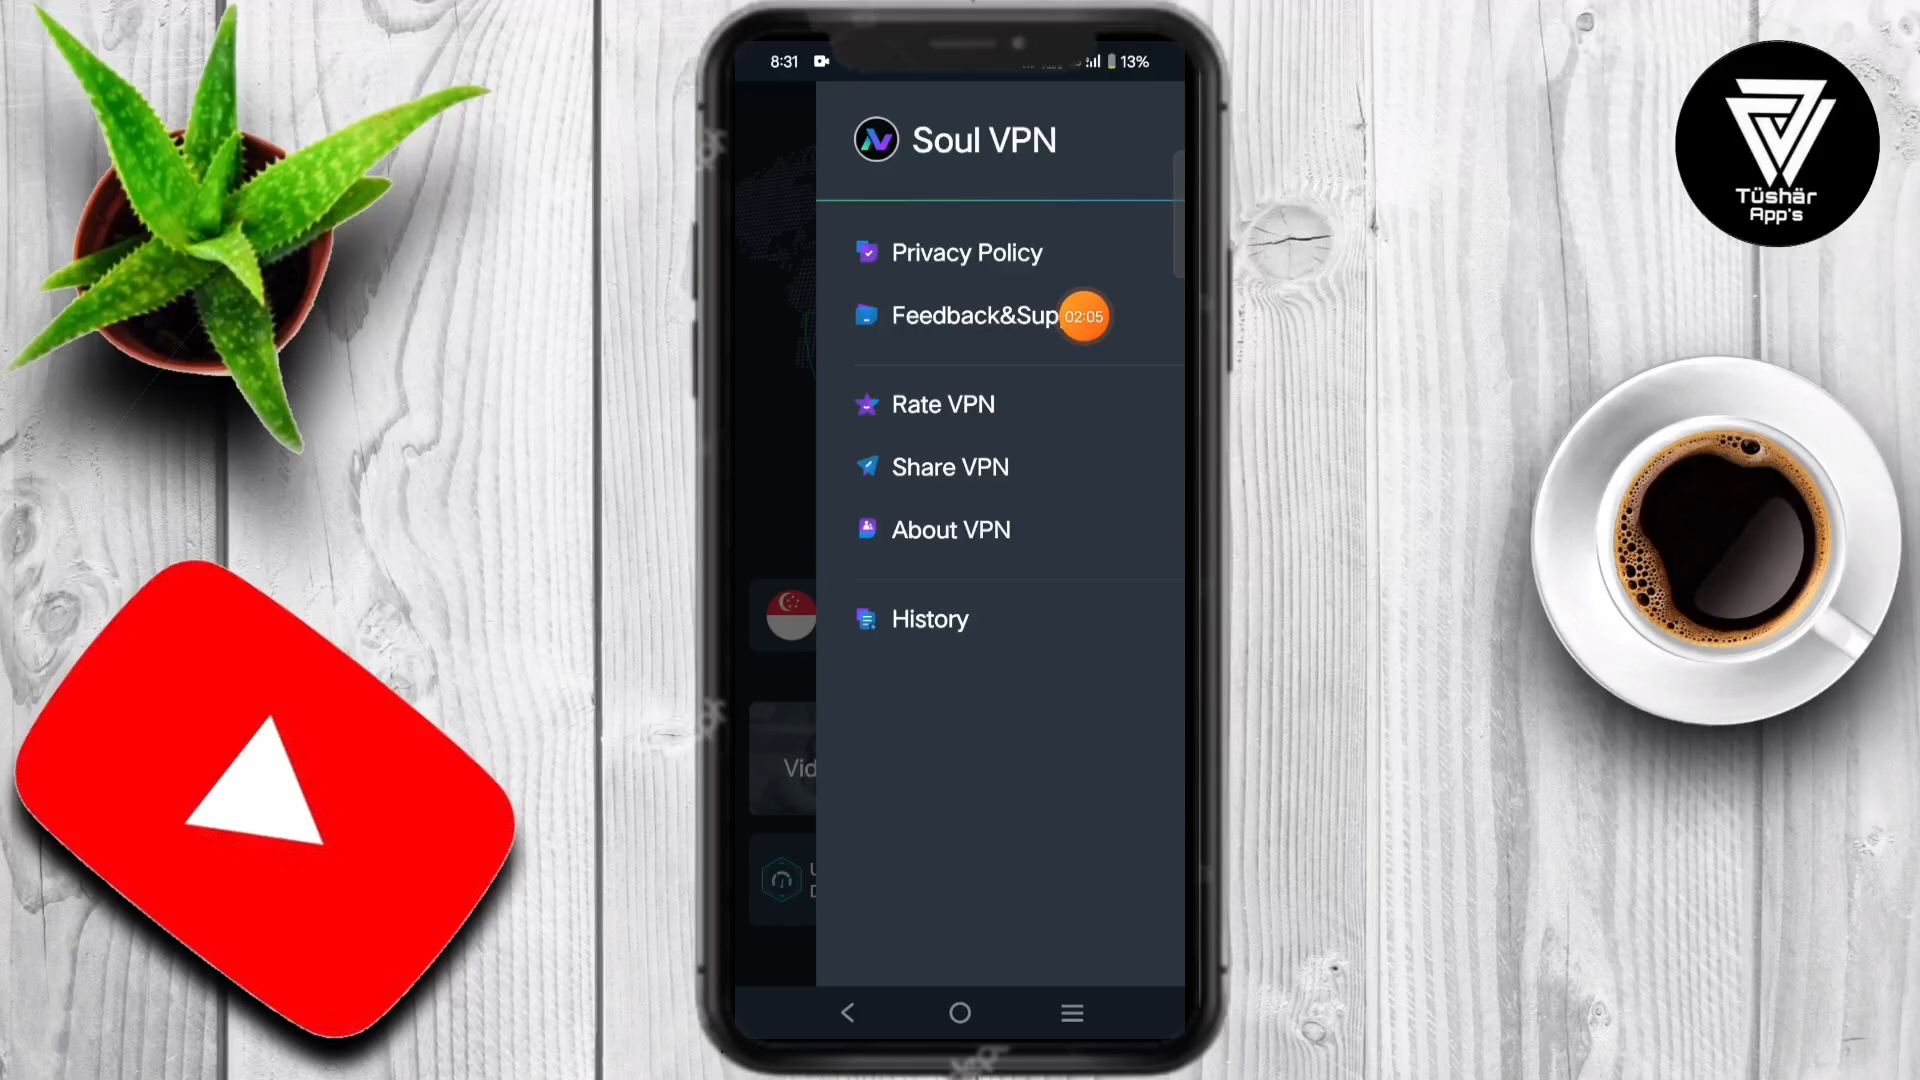 8:31
13%
Soul VPN
Privacy Policy
Feedback&Sup
02:05
Rate VPN
Share VPN
About VPN
History
Vid
Tüshär
App's